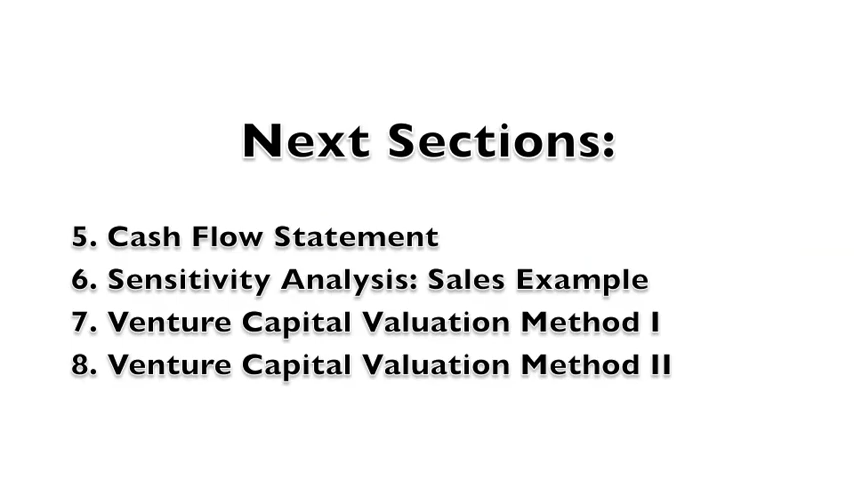 Next Sections:
5. Cash Flow Statement
6. Sensitivity Analysis: Sales Example
7. Venture Capital Valuation Method I
8. Venture Capital Valuation Method II